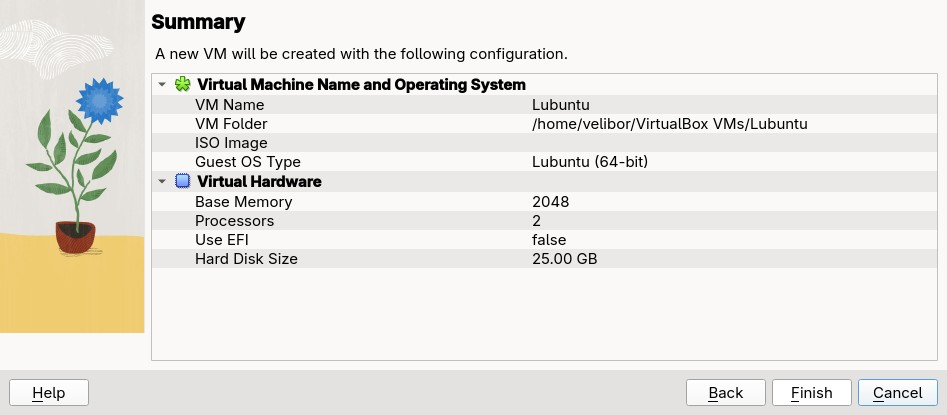 Summary
A new VM will be created with the following configuration.
Virtual Machine Name and Operating System
VM Name Lubuntu
VM Folder /home/velibor/VirtualBox VMs/Lubuntu
ISO Image
Guest OS Type Lubuntu (64-bit)
Virtual Hardware
Base Memory 2048
Processors 2
Use EFI false
Hard Disk Size 25.00 GB
Help Back Finish Cancel